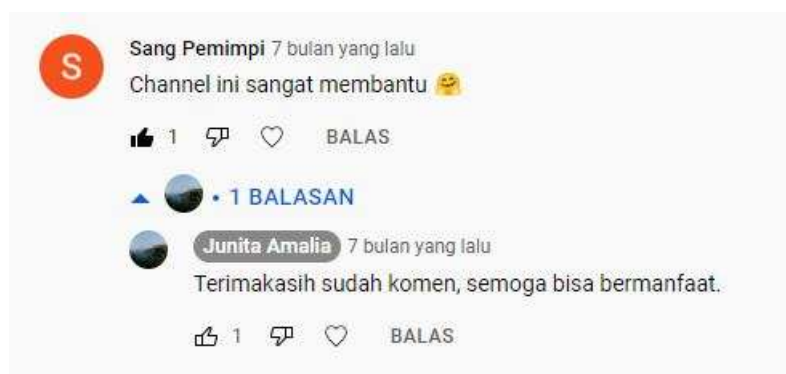 S
Sang Pemimpi 7 bulan yang lalu
Channel ini sangat membantu 🤗
1 BALAS
• 1 BALASAN
Junita Amalia 7 bulan yang lalu
Terimakasih sudah komen, semoga bisa bermanfaat.
1 BALAS